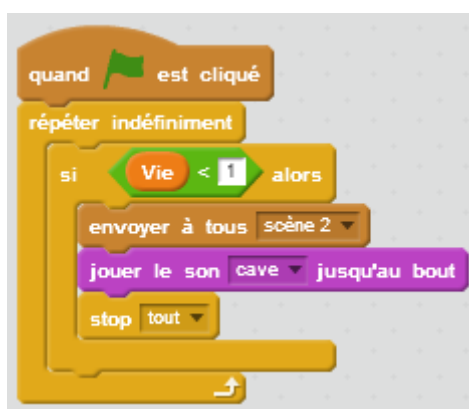 quand est cliqué
répéter indéfiniment
si Vie < 1 alors
envoyer à tous scène 2
jouer le son cave jusqu'au bout
stop tout